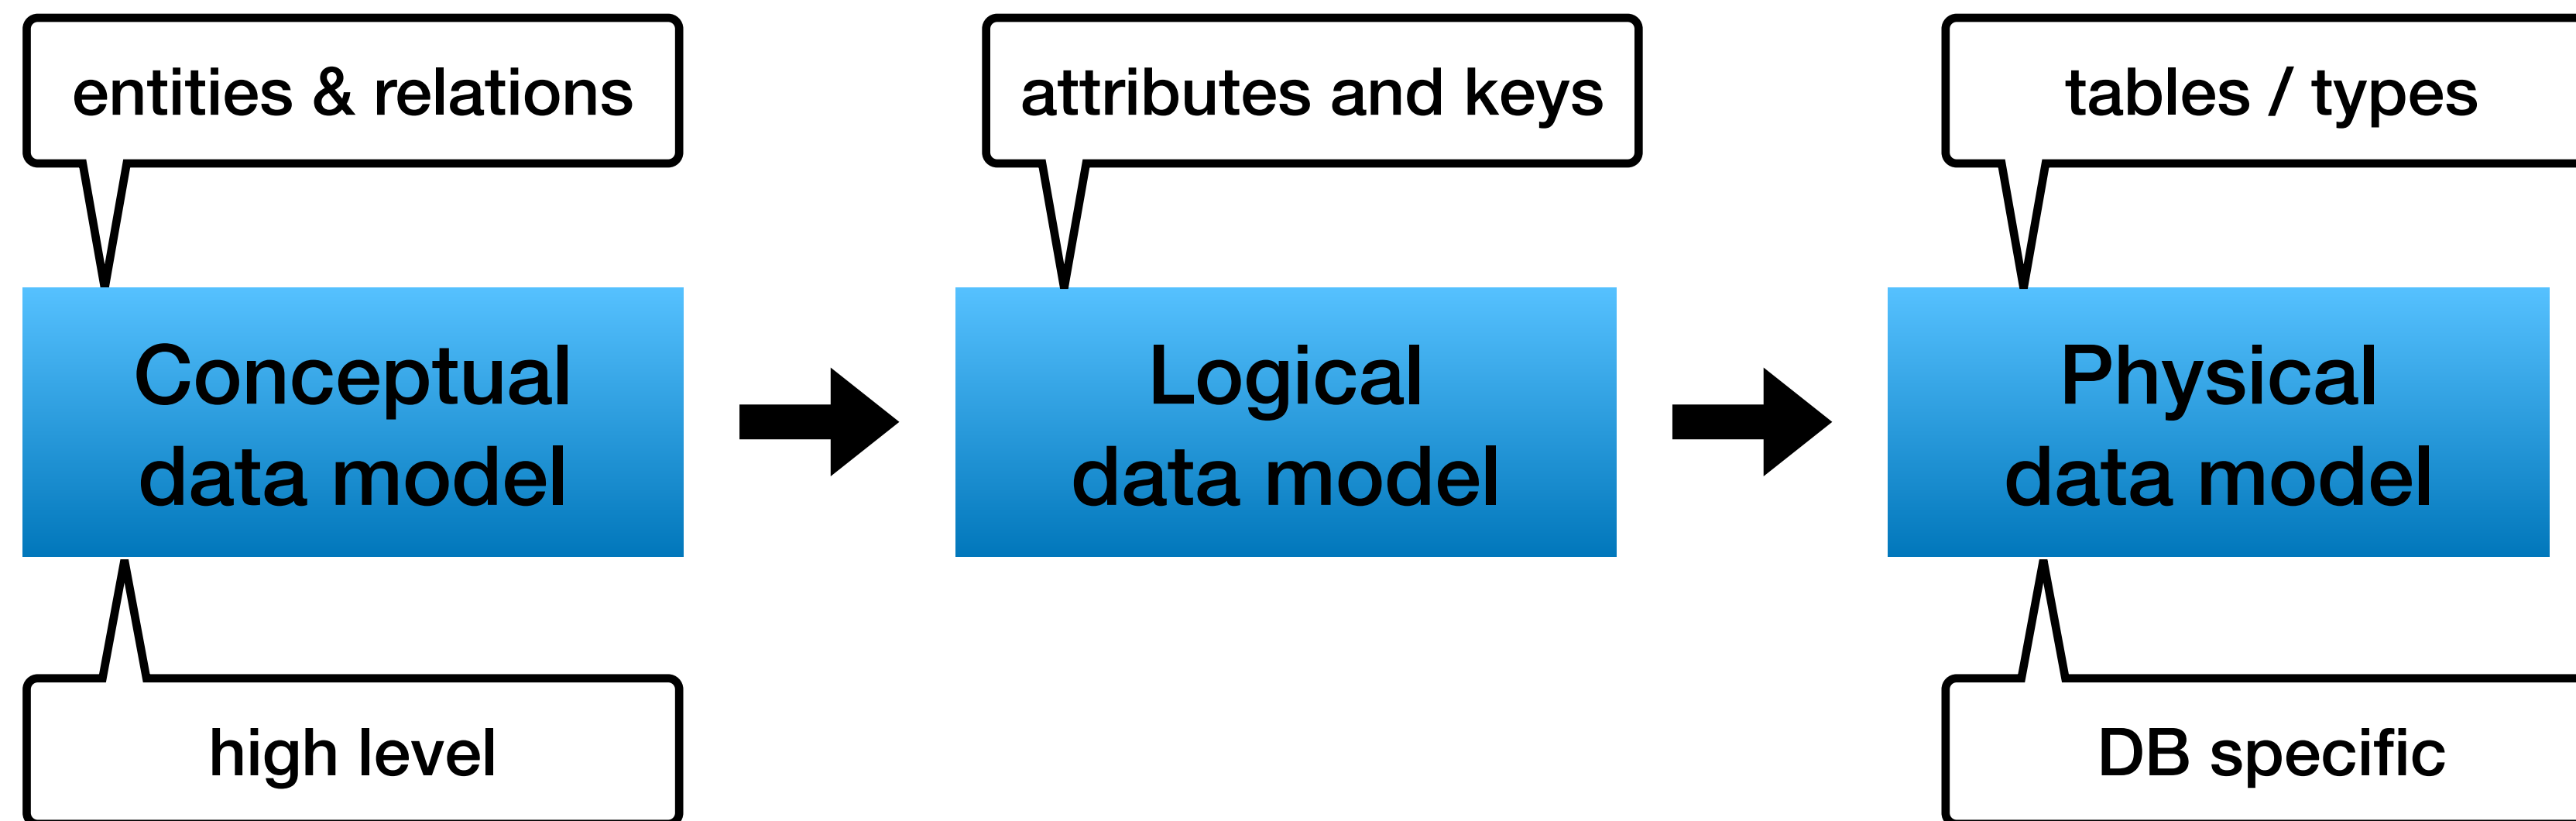 entities & relations
attributes and keys
tables / types
Conceptual
data model
Logical
data model
Physical
data model
high level
DB specific